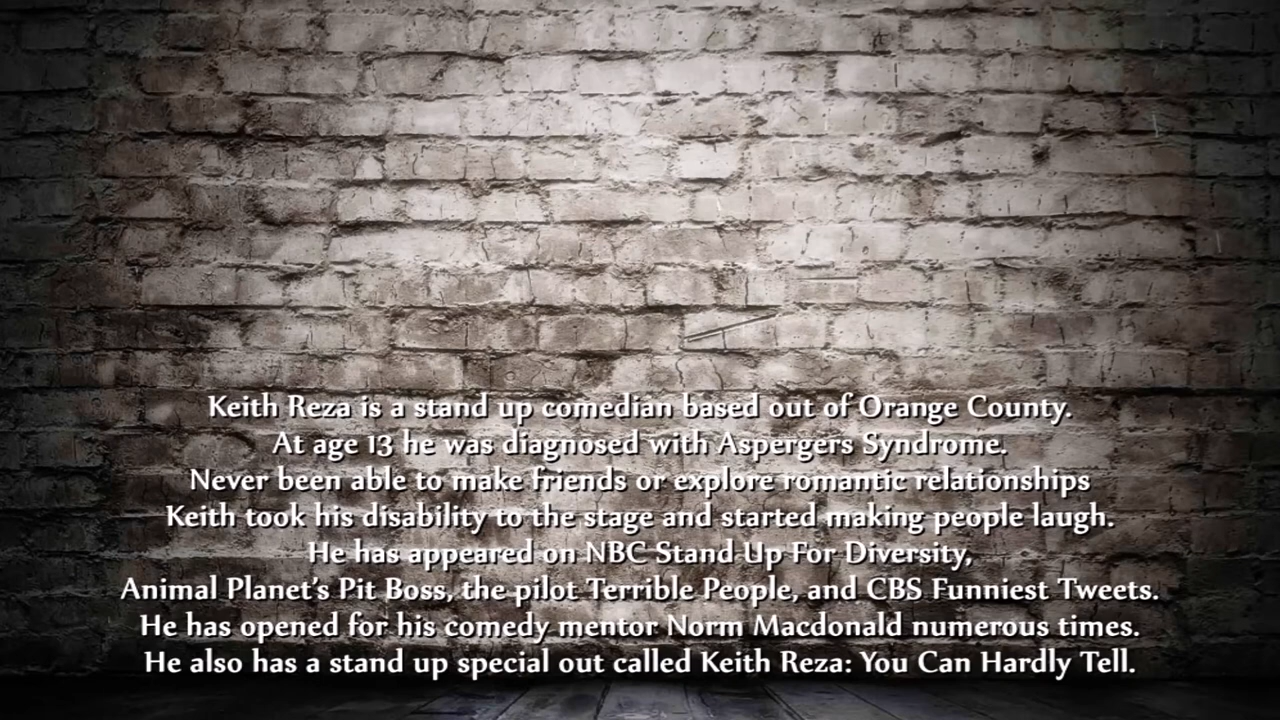 Keith Reza is a stand up comedian based out of Orange County.
At age 13 he was diagnosed with Aspergers Syndrome.
Never been able to make friends or explore romantic relationships
Keith took his disability to the stage and started making people laugh.
He has appeared on NBC Stand Up For Diversity,
Animal Planet's Pit Boss, the pilot Terrible People, and CBS Funniest Tweets.
He has opened for his comedy mentor Norm Macdonald numerous times.
He also has a stand up special out called Keith Reza: You Can Hardly Tell.